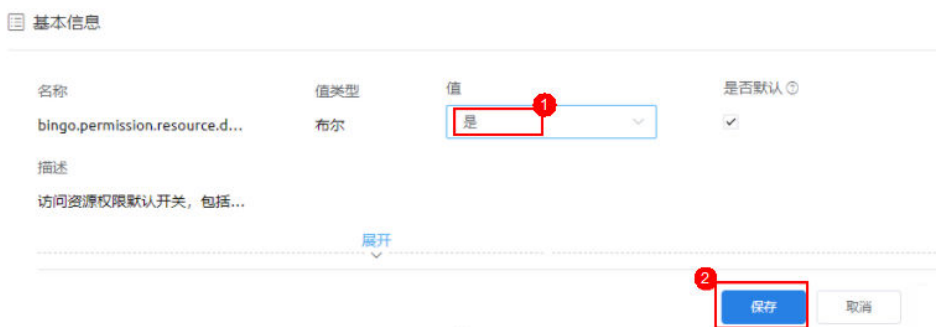 基本信息
名称 值类型 值 是否默认
bingo.permission.resource.d... 布尔 1 是
描述
访问资源权限默认开关，包括...
展开
2
保存 取消